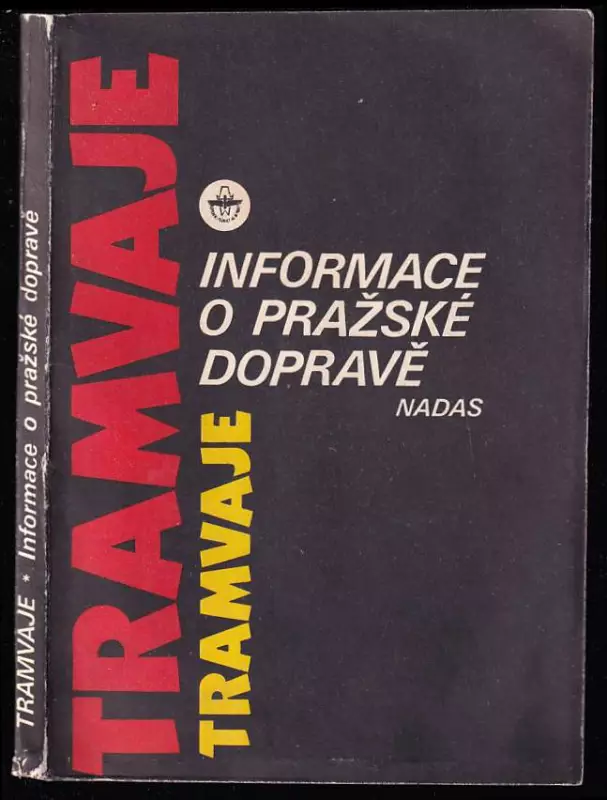 TRAMVAJE * Informace o pražské dopravě
TRAMVAJE
INFORMACE
O PRAŽSKÉ
DOPRAVĚ
NADAS
TRAMVAJE